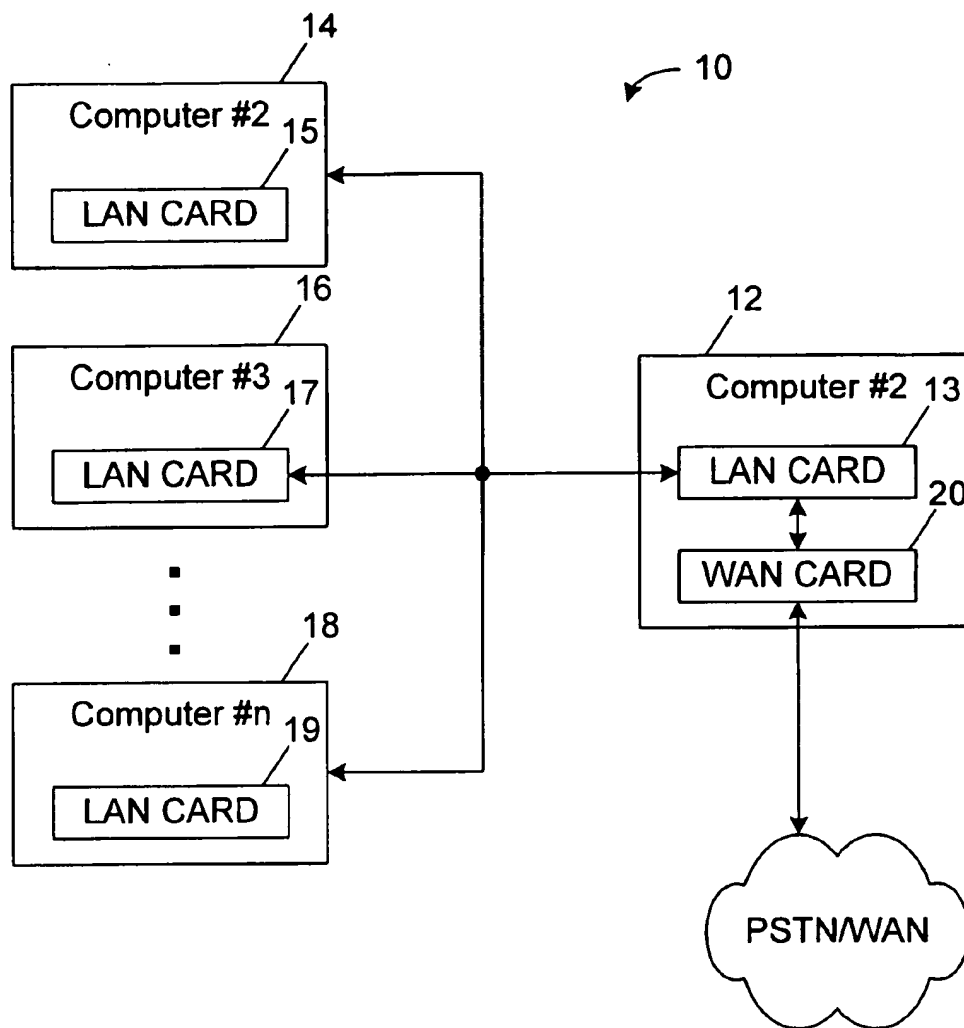 14
10
Computer #2
15
LAN CARD
16
Computer #3
17
LAN CARD
12
Computer #2
13
LAN CARD
20
WAN CARD
18
Computer #n
19
LAN CARD
PSTN/WAN